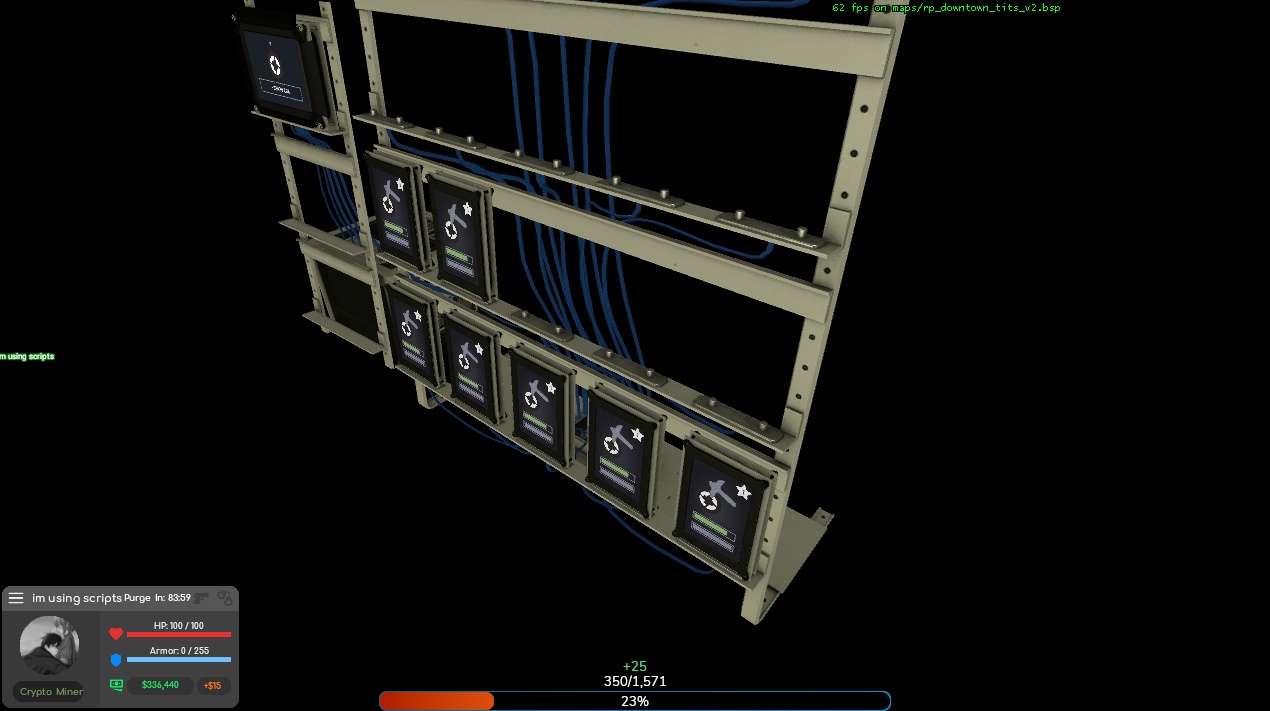 62 fps on maps/rp_downtown_tits_v2.bsp
im using scripts
im using scripts Purge In: 83:59
HP: 100 / 100
Armor: 0 / 255
$336,440 +$15
Crypto Miner
+25
350/1,571
23%